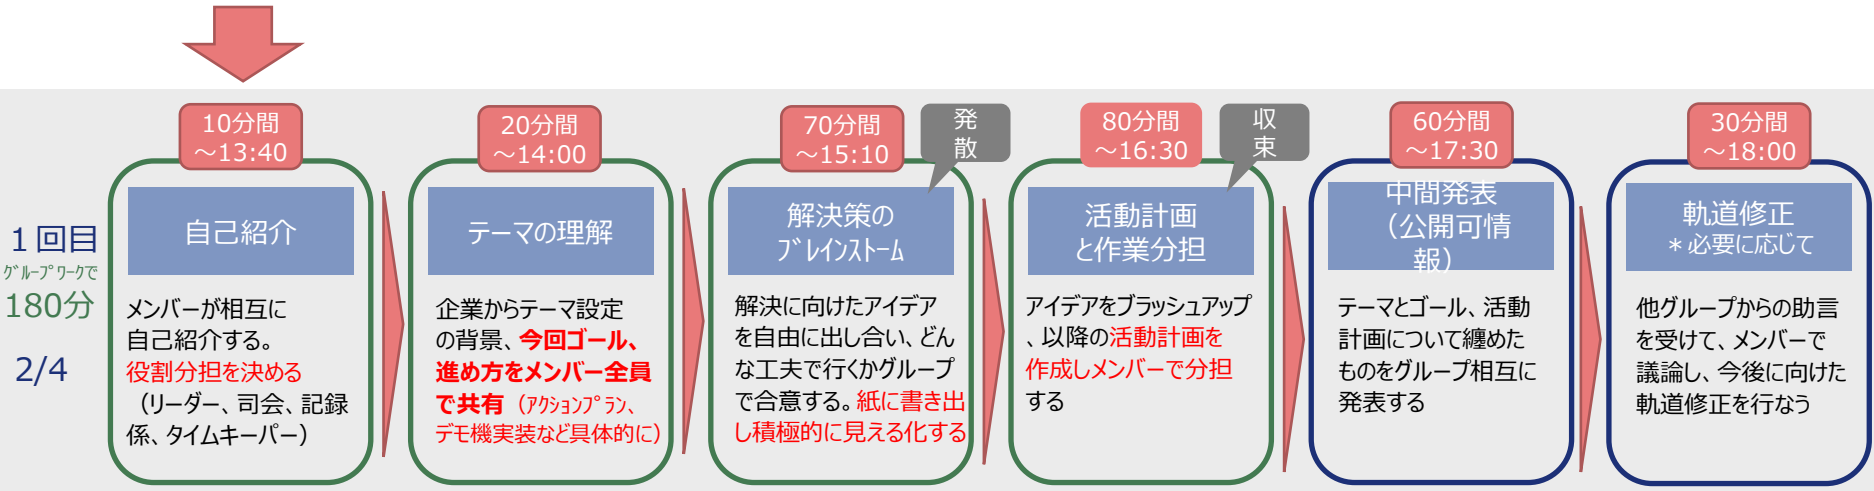 10分間
～13:40
20分間
～14:00
70分間
～15:10
発
散
80分間
～16:30
収
束
60分間
～17:30
30分間
～18:00
１回目
ｸﾞﾙｰﾌﾟﾜｰｸで
180分
2/4
自己紹介
メンバーが相互に
自己紹介する。
役割分担を決める
（リーダー、司会、記録
係、タイムキーパー）
テーマの理解
企業からテーマ設定
の背景、今回ゴール、
進め方をメンバー全員
で共有（ｱｸｼｮﾝﾌﾟﾗﾝ、
デモ機実装など具体的に）
解決策の
ﾌﾞﾚｲﾝｽﾄｰﾑ
解決に向けたアイデア
を自由に出し合い、どん
な工夫で行くかグループ
で合意する。紙に書き出
し積極的に見える化する
活動計画
と作業分担
アイデアをブラッシュアップ
、以降の活動計画を
作成しメンバーで分担
する
中間発表
（公開可情
報）
テーマとゴール、活動
計画について纏めた
ものをグループ相互に
発表する
軌道修正
＊必要に応じて
他グループからの助言
を受けて、メンバーで
議論し、今後に向けた
軌道修正を行なう